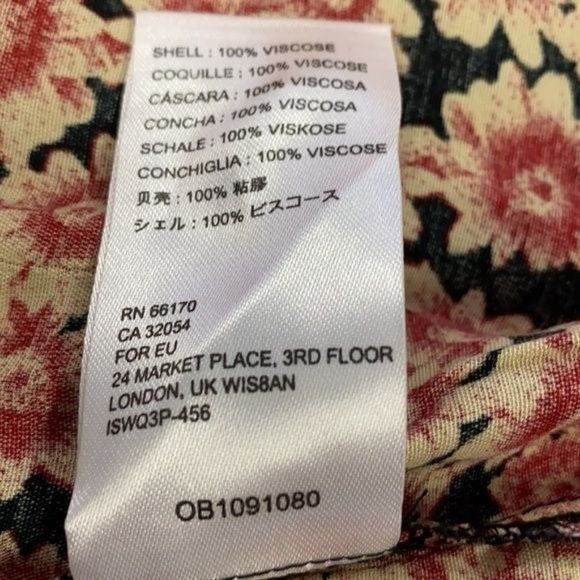 SHELL : 100% VISCOSE
COQUILLE : 100% VISCOSE
CÁSCARA : 100% VISCOSA
CONCHA : 100% VISCOSA
SCHALE : 100% VISKOSE
CONCHIGLIA : 100% VISCOSE
贝壳 : 100% 粘膠
シェル : 100% ビスコース
RN 66170
CA 32054
FOR EU
24 MARKET PLACE, 3RD FLOOR
LONDON, UK WIS8AN
ISWQ3P-456
OB1091080